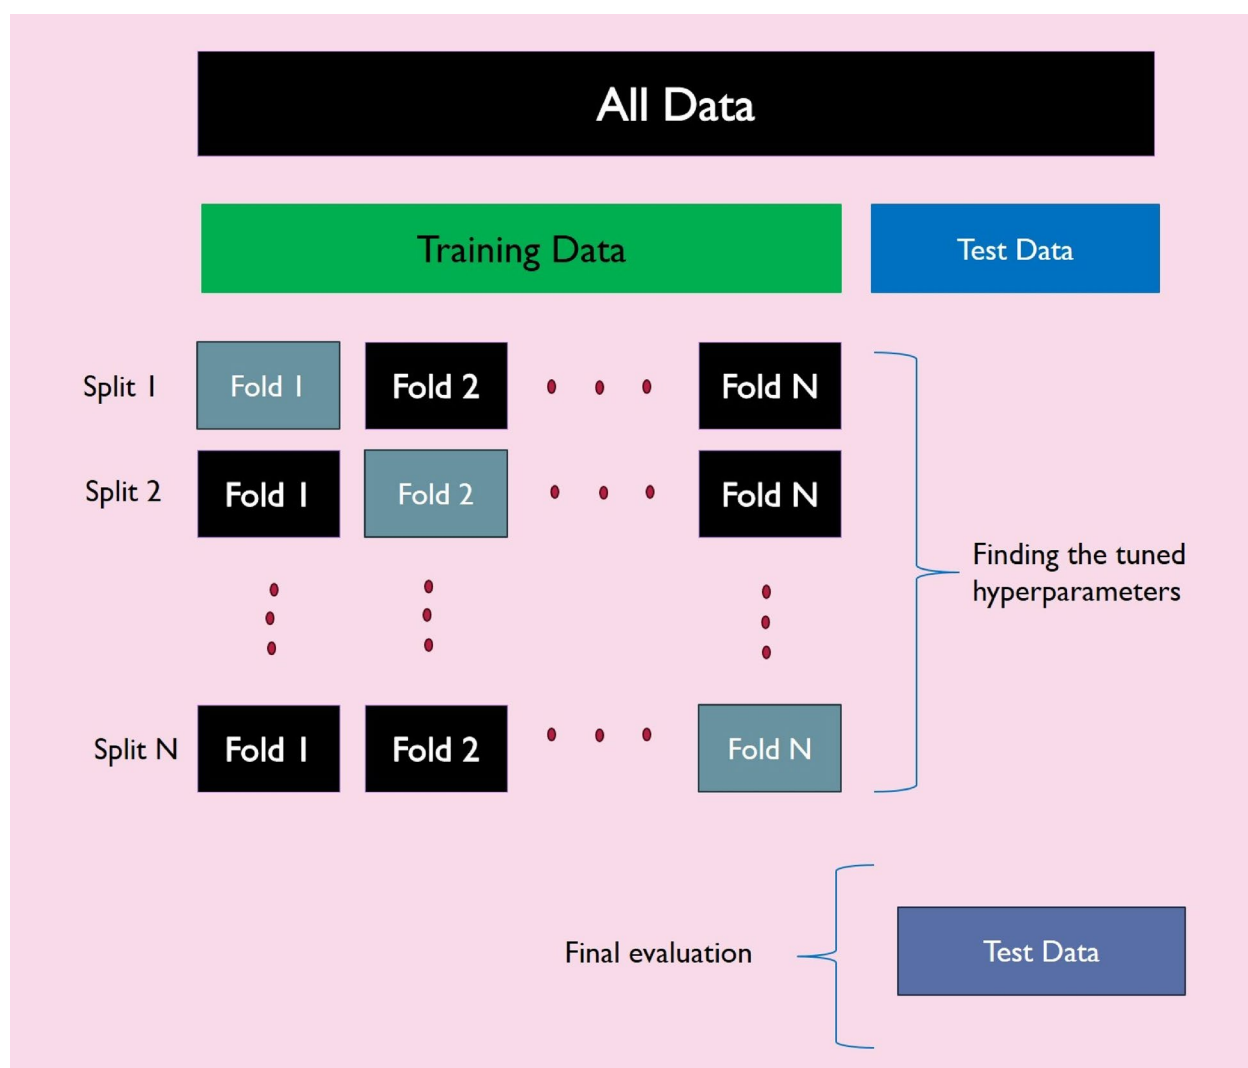 All Data
Training Data
Test Data
Split 1
Fold 1
Fold 2
Fold N
Split 2
Fold 1
Fold 2
Fold N
Finding the tuned
hyperparameters
Split N
Fold 1
Fold 2
Fold N
Final evaluation
Test Data